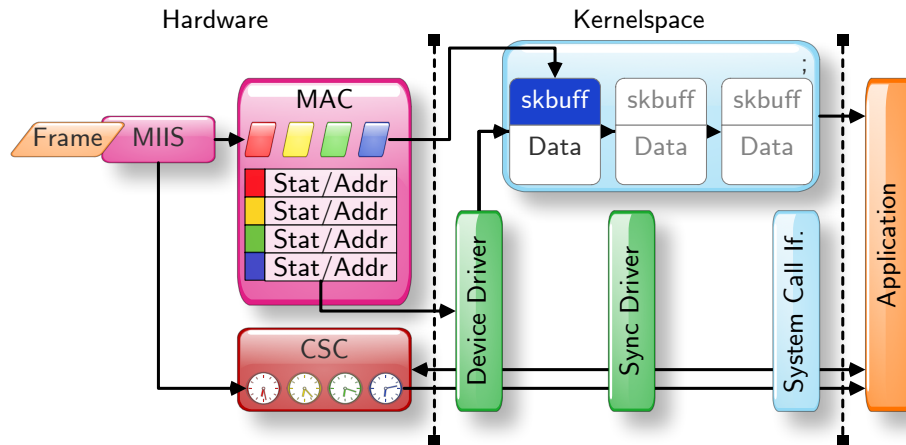 Hardware
Kernelspace
;
MAC
skbuff
skbuff
skbuff
Frame
MIIS
Data
Data
Data
Stat/Addr
Stat/Addr
Stat/Addr
Stat/Addr
Device Driver
Sync Driver
System Call If.
Application
CSC